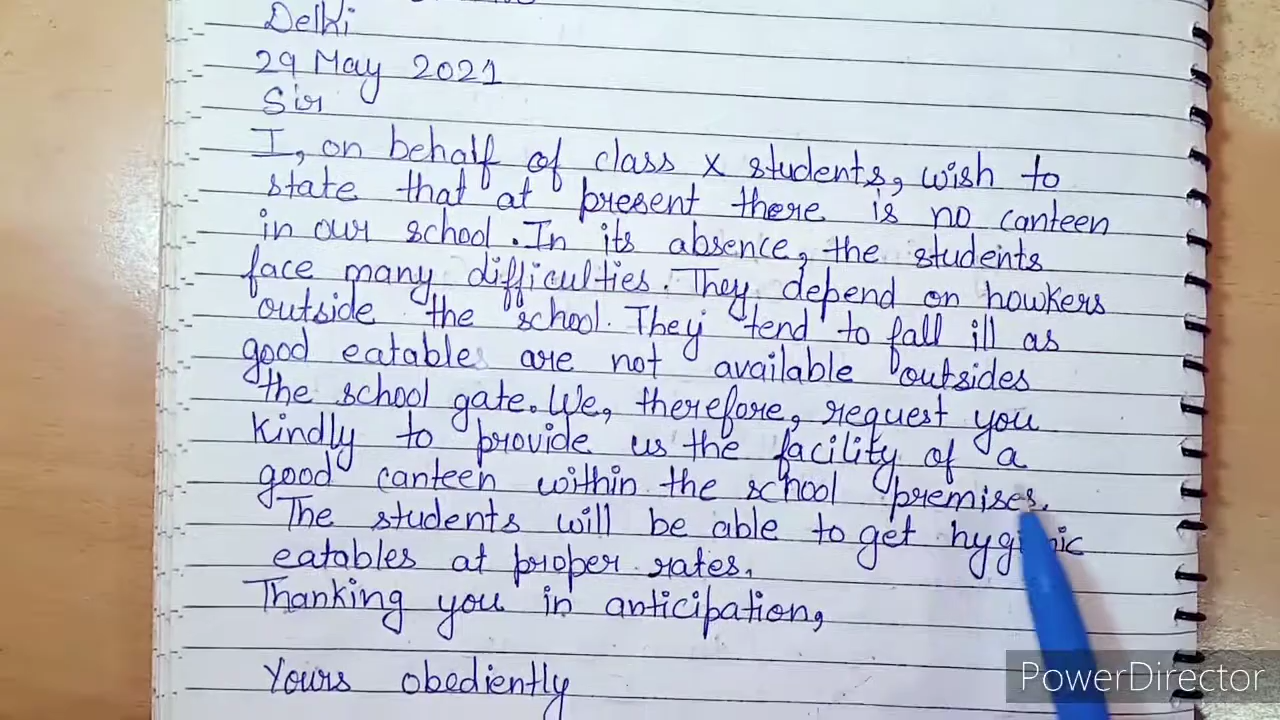 Delhi
29 May 2021
Sir
I, on behalf of class X students, wish to
state that at present there is no canteen
in our school. In its absence, the students
face many difficulties. They depend on howkers
outside the school. They tend to fall ill as
good eatables are not available outsides
the school gate. We, therefore, request you
kindly to provide us the facility of a
good canteen within the school premises.
The students will be able to get
eatables at proper rates.
Thanking you in anticipation,
Yours obediently
PowerDirector